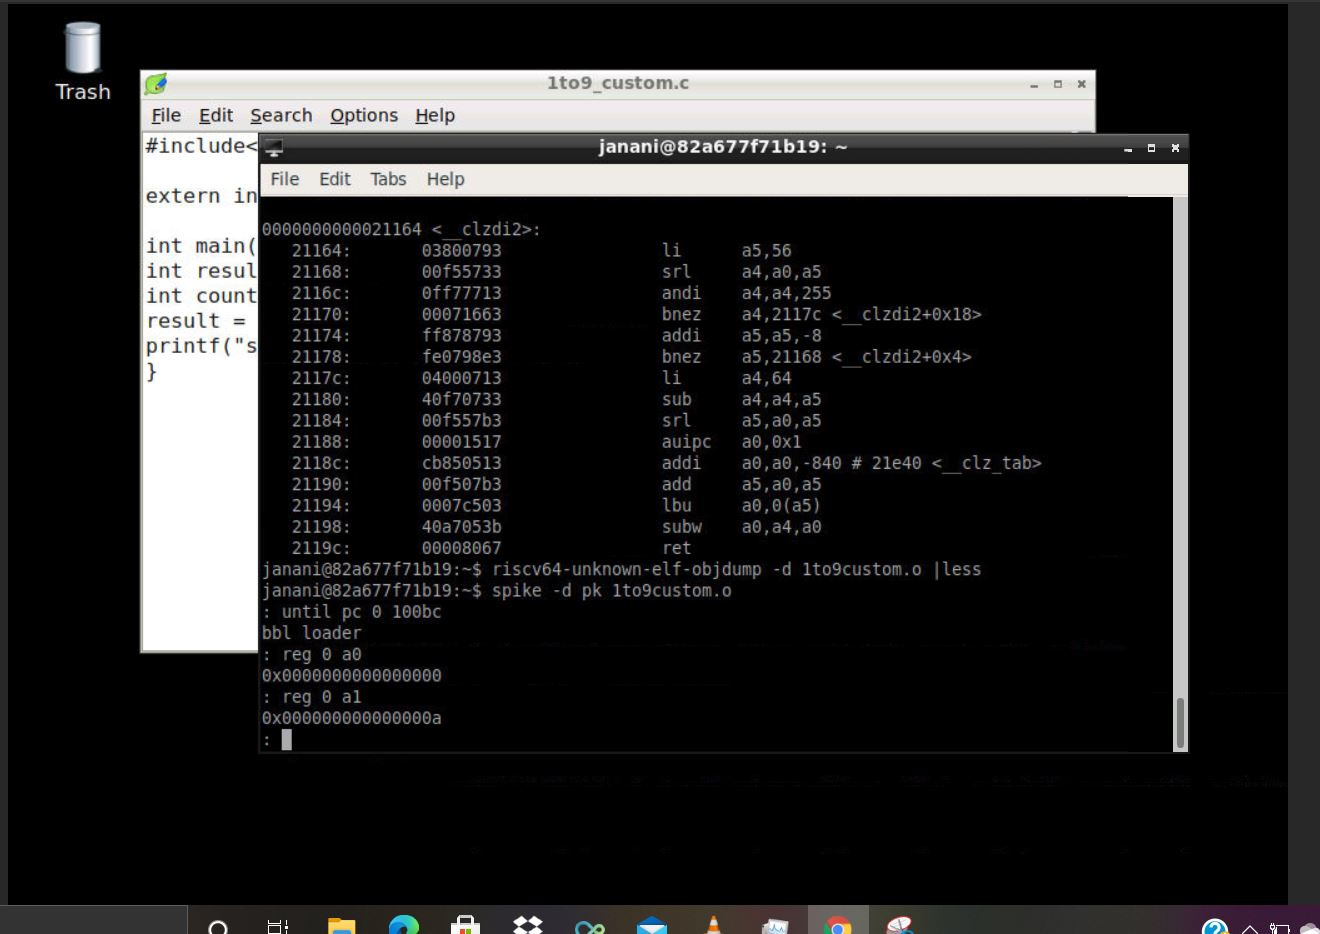 Trash
1to9_custom.c
File Edit Search Options Help
#include<
extern in
int main(
int resul
int count
result =
printf("s
}
janani@82a677f71b19: ~
File Edit Tabs Help
0000000000021164 <__clzdi2>:
21164: 03800793 li a5,56
21168: 00f55733 srl a4,a0,a5
2116c: 0ff77713 andi a4,a4,255
21170: 00071663 bnez a4,2117c <__clzdi2+0x18>
21174: ff878793 addi a5,a5,-8
21178: fe0798e3 bnez a5,21168 <__clzdi2+0x4>
2117c: 04000713 li a4,64
21180: 40f70733 sub a4,a4,a5
21184: 00f557b3 srl a5,a0,a5
21188: 00001517 auipc a0,0x1
2118c: cb850513 addi a0,a0,-840 # 21e40 <__clz_tab>
21190: 00f507b3 add a5,a0,a5
21194: 0007c503 lbu a0,0(a5)
21198: 40a7053b subw a0,a4,a0
2119c: 00008067 ret
janani@82a677f71b19:~$ riscv64-unknown-elf-objdump -d 1to9custom.o |less
janani@82a677f71b19:~$ spike -d pk 1to9custom.o
: until pc 0 100bc
bbl loader
: reg 0 a0
0x0000000000000000
: reg 0 a1
0x000000000000000a
: